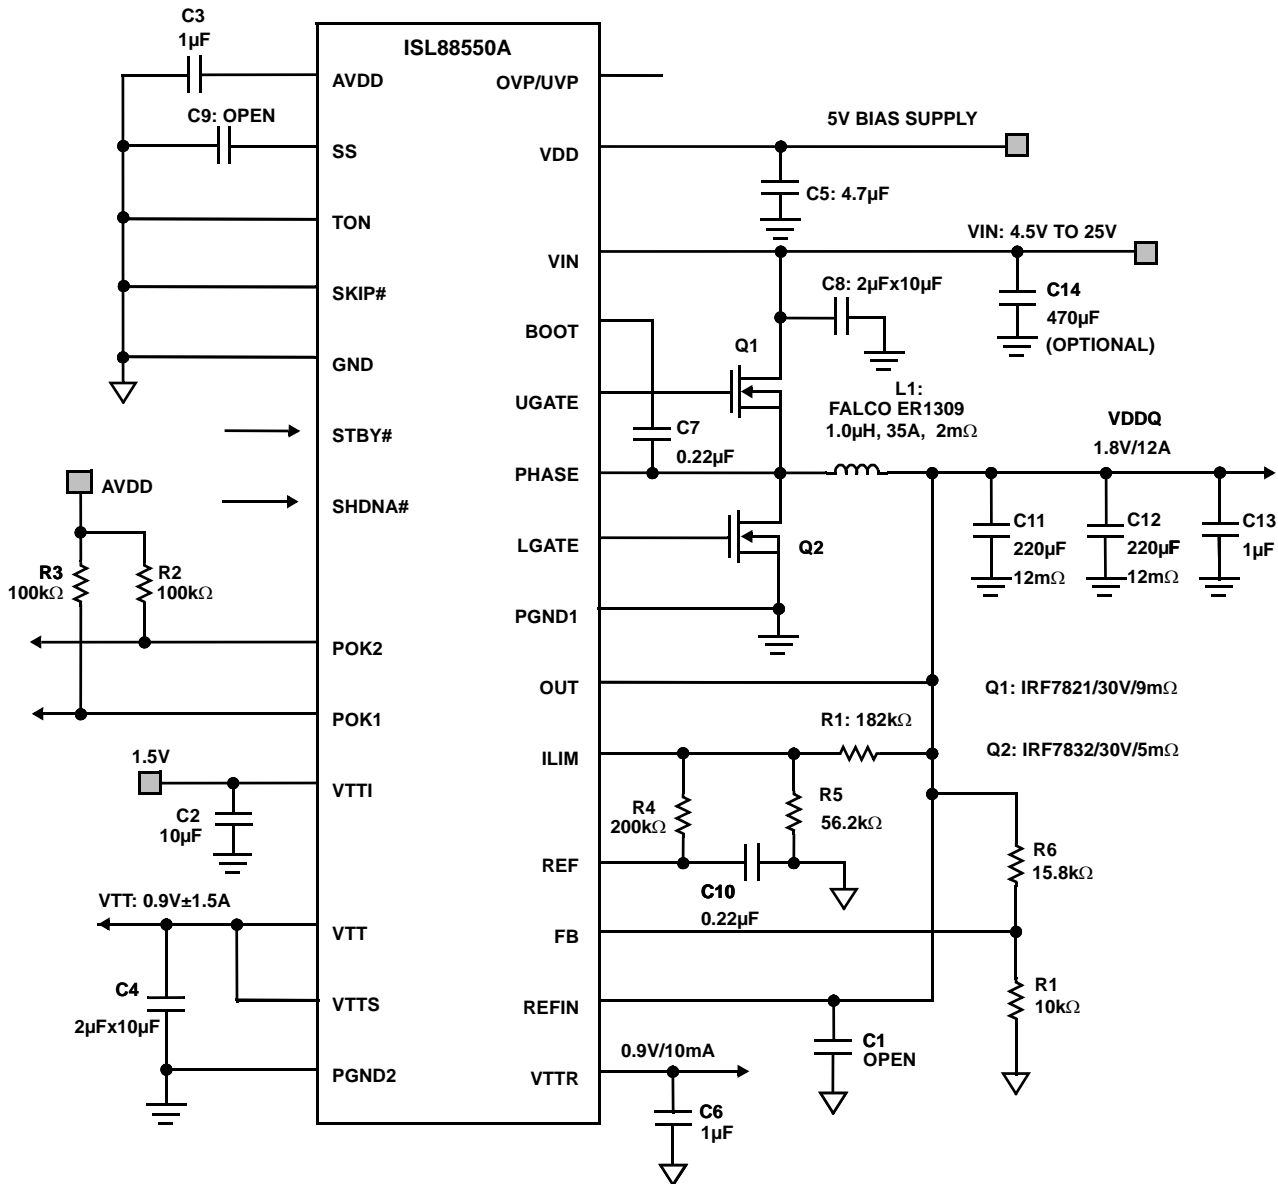 C3
1µF
ISL88550A
AVDD
OVP/UVP
C9: OPEN
5V BIAS SUPPLY
SS
VDD
C5: 4.7µF
TON
VIN: 4.5V TO 25V
VIN
C8: 2µFx10µF
SKIP#
C14
470µF
(OPTIONAL)
BOOT
Q1
GND
L1:
FALCO ER1309
1.0µH, 35A, 2mΩ
UGATE
VDDQ
1.8V/12A
STBY#
C7
0.22µF
PHASE
AVDD
SHDNA#
C11
220µF
12mΩ
C12
220µF
12mΩ
C13
1µF
LGATE
Q2
R3
100kΩ
R2
100kΩ
PGND1
POK2
OUT
Q1: IRF7821/30V/9mΩ
POK1
R1: 182kΩ
1.5V
ILIM
Q2: IRF7832/30V/5mΩ
VTTI
C2
10µF
R4
200kΩ
R5
56.2kΩ
REF
R6
15.8kΩ
C10
0.22µF
VTT: 0.9V±1.5A
VTT
FB
C4
2µFx10µF
VTTS
REFIN
R1
10kΩ
C1
OPEN
0.9V/10mA
PGND2
VTTR
C6
1µF